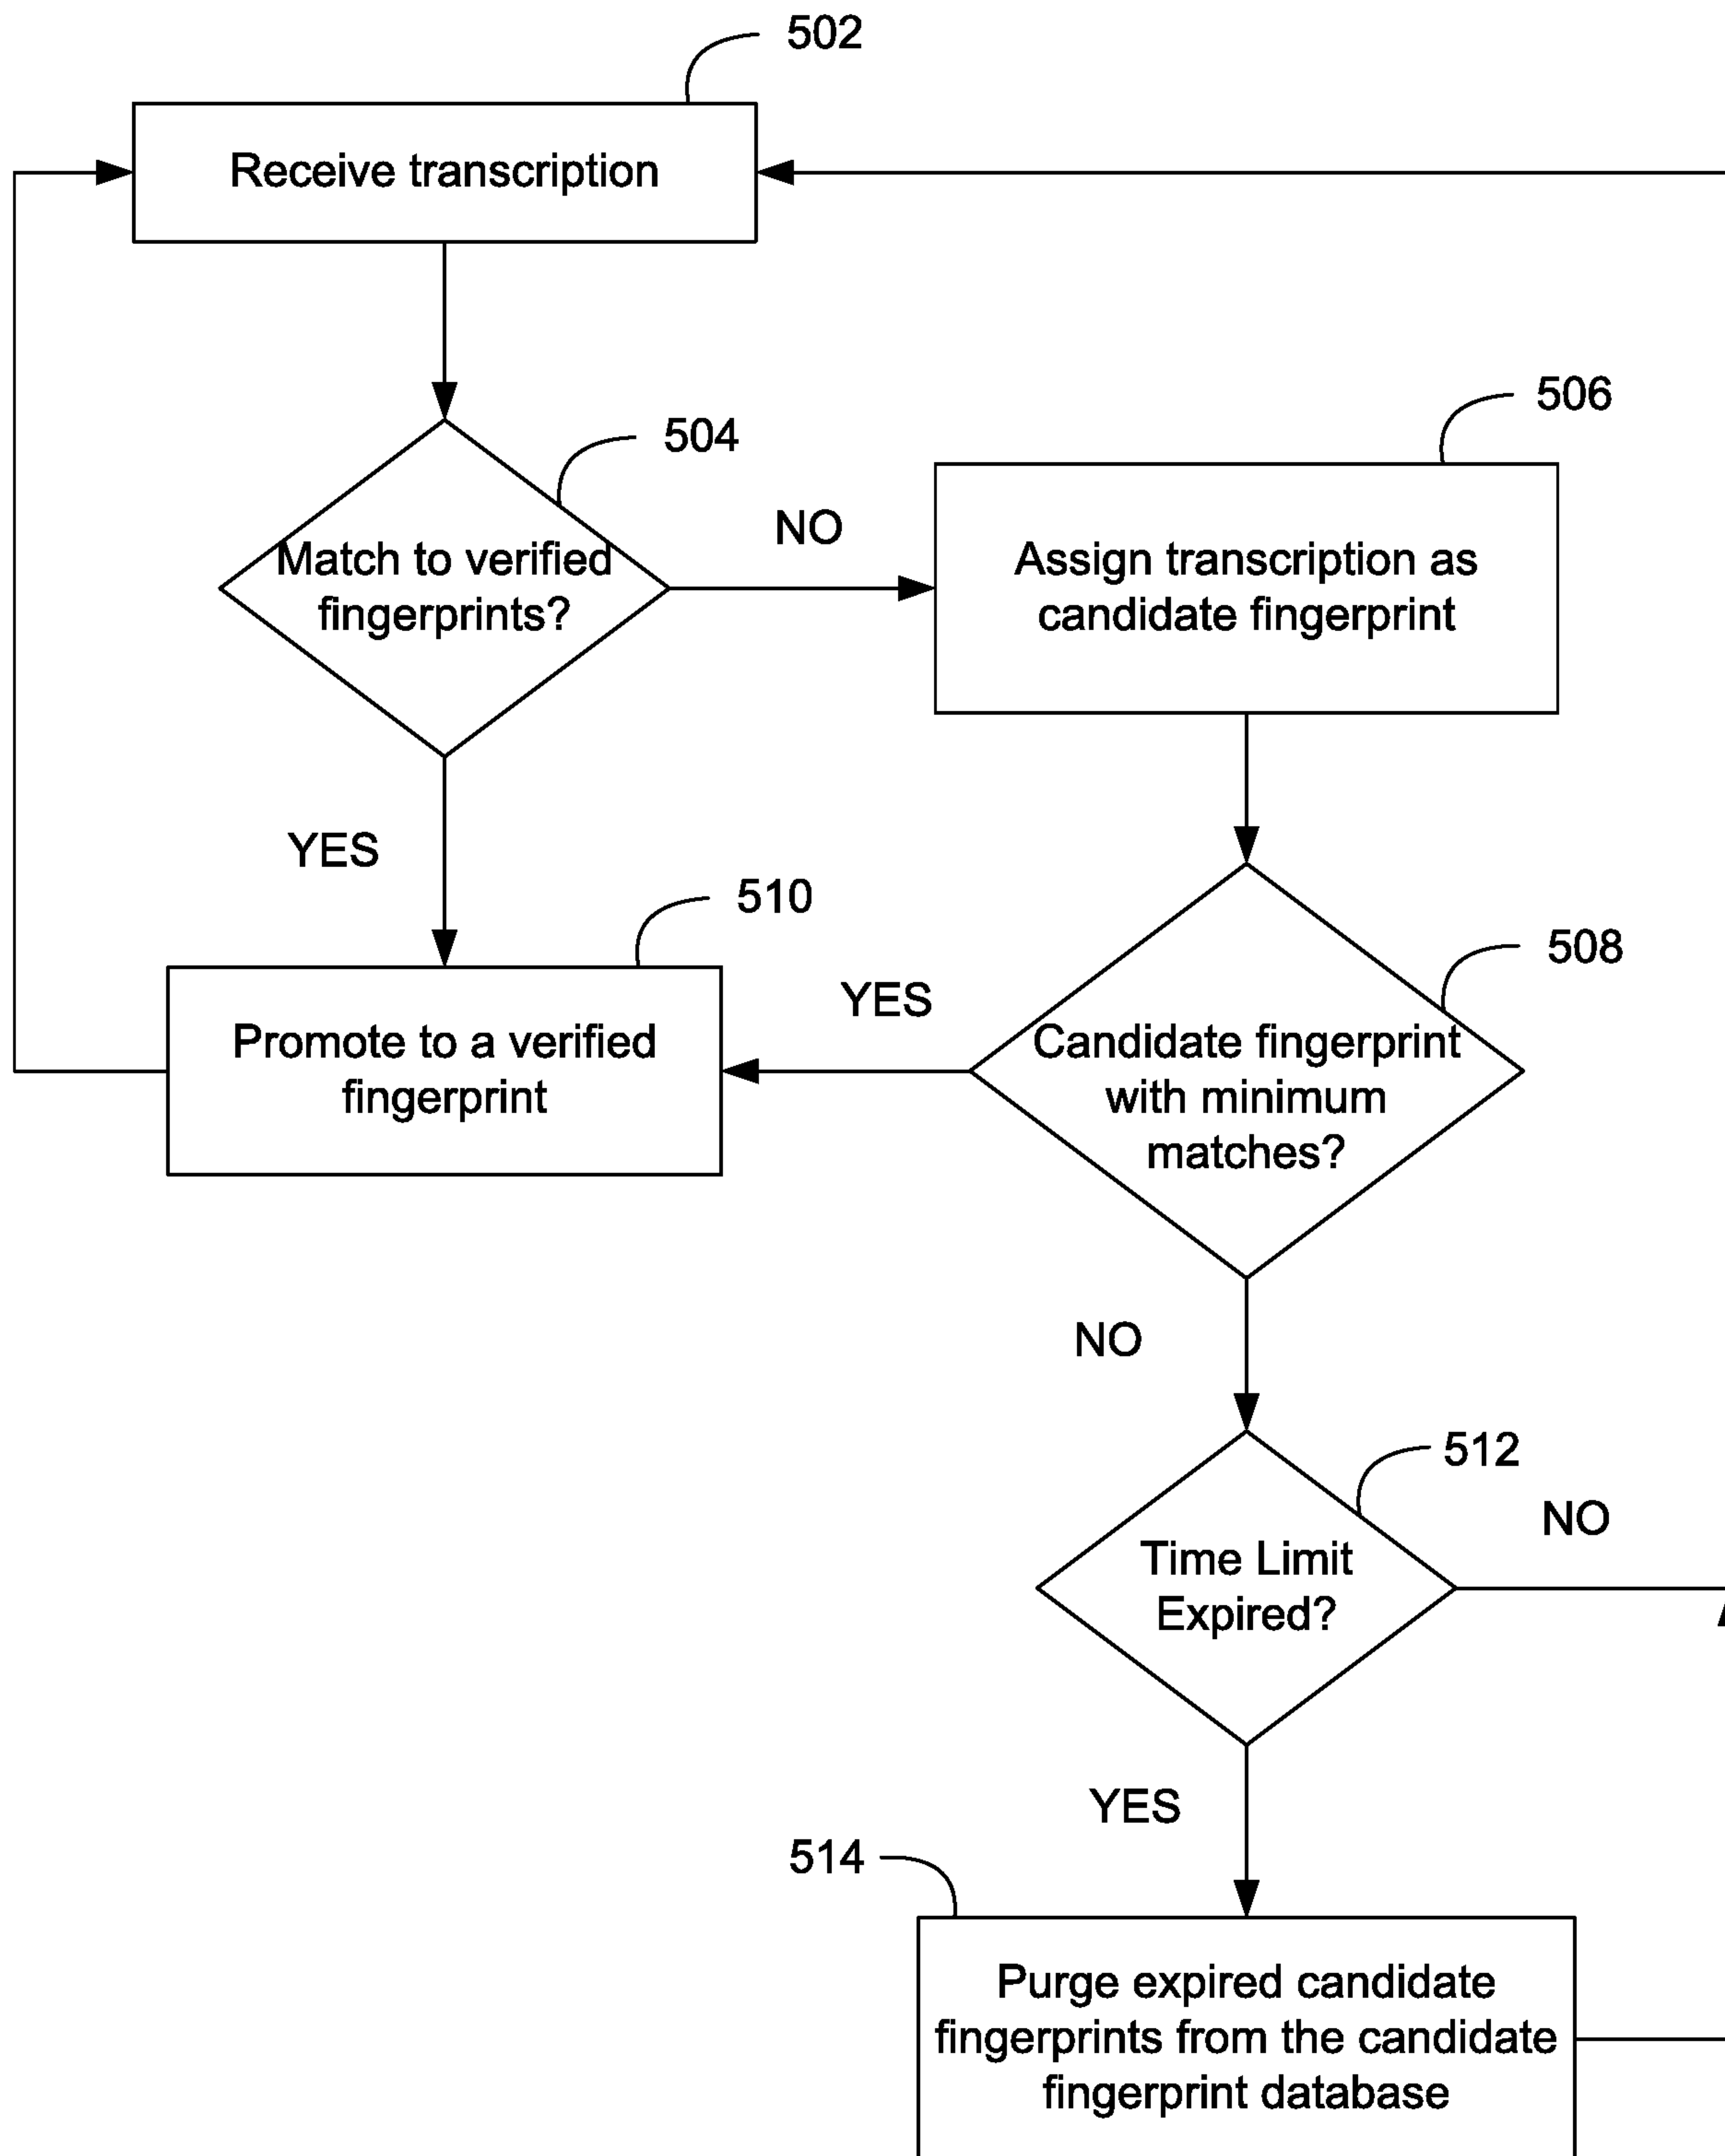 502
Receive transcription
504
Match to verified
fingerprints?
NO
506
Assign transcription as
candidate fingerprint
YES
510
Promote to a verified
fingerprint
YES
508
Candidate fingerprint
with minimum
matches?
NO
512
Time Limit
Expired?
NO
YES
514
Purge expired candidate
fingerprints from the candidate
fingerprint database